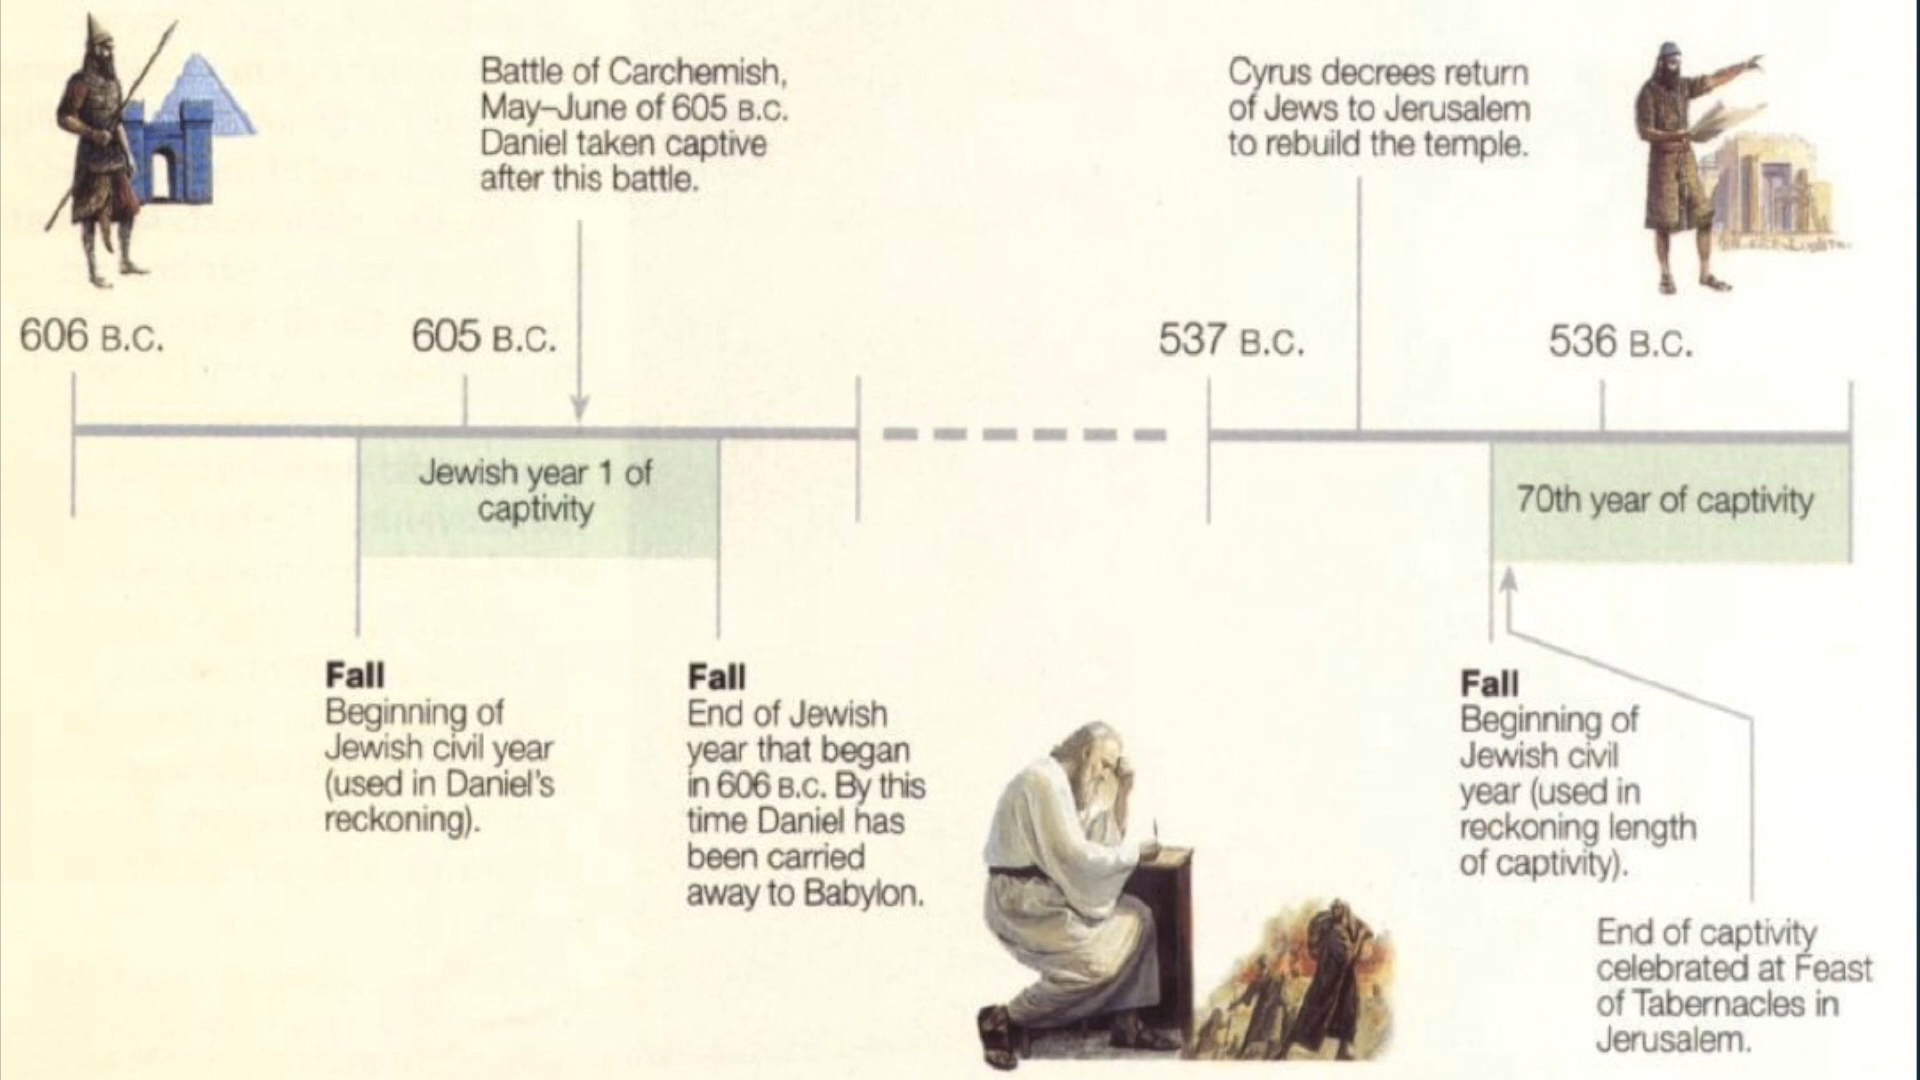 Battle of Carchemish,
May–June of 605 B.C.
Daniel taken captive
after this battle.
Cyrus decrees return
of Jews to Jerusalem
to rebuild the temple.
606 B.C.
605 B.C.
537 B.C.
536 B.C.
Jewish year 1 of
captivity
70th year of captivity
Fall
Beginning of
Jewish civil year
(used in Daniel's
reckoning).
Fall
End of Jewish
year that began
in 606 B.C. By this
time Daniel has
been carried
away to Babylon.
Fall
Beginning of
Jewish civil
year (used in
reckoning length
of captivity).
End of captivity
celebrated at Feast
of Tabernacles in
Jerusalem.